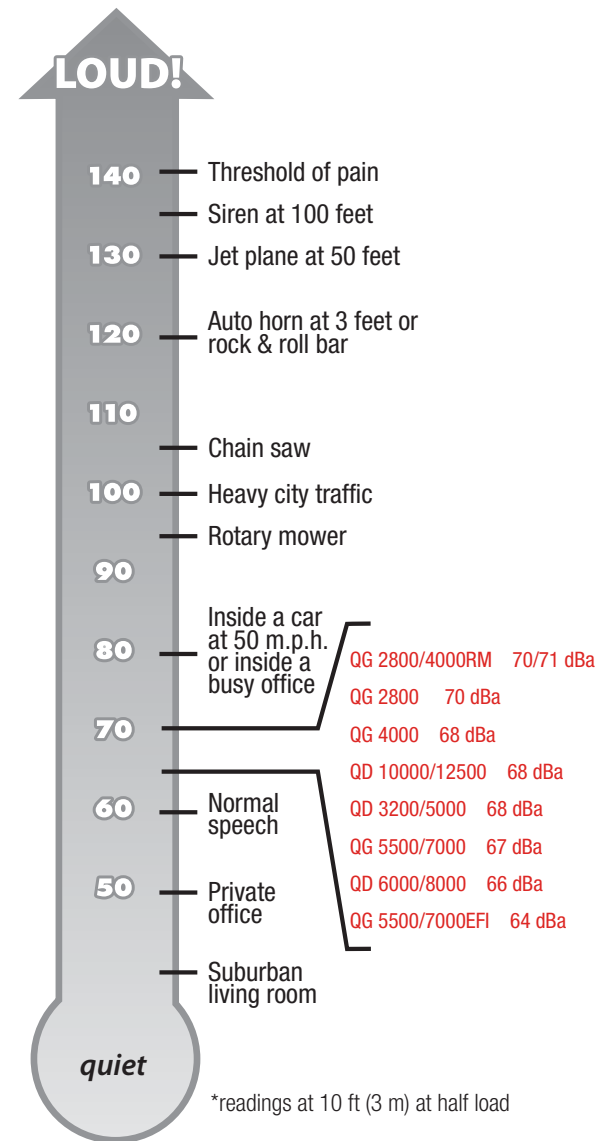 LOUD!
140
Threshold of pain
Siren at 100 feet
130
Jet plane at 50 feet
120
Auto horn at 3 feet or
rock & roll bar
110
Chain saw
100
Heavy city traffic
Rotary mower
90
Inside a car
at 50 m.p.h.
or inside a
busy office
80
70
QG 2800/4000RM 70/71 dBa
QG 2800 70 dBa
QG 4000 68 dBa
QD 10000/12500 68 dBa
QD 3200/5000 68 dBa
QG 5500/7000 67 dBa
QD 6000/8000 66 dBa
QG 5500/7000EFI 64 dBa
60
Normal
speech
50
Private
office
Suburban
living room
quiet
*readings at 10 ft (3 m) at half load